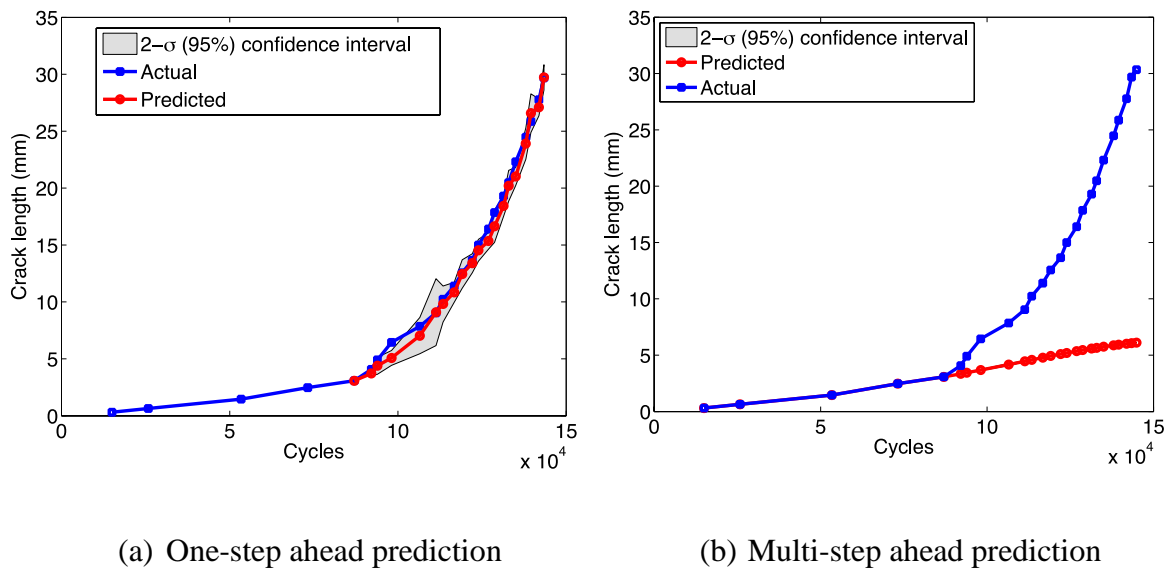 35
30
25
20
15
10
5
0
Crack length (mm)
2−σ (95%) confidence interval
Actual
Predicted
0
5
10
15
Cycles
x 10^4
(a) One-step ahead prediction
35
30
25
20
15
10
5
0
Crack length (mm)
2−σ (95%) confidence interval
Predicted
Actual
0
5
10
15
Cycles
x 10^4
(b) Multi-step ahead prediction